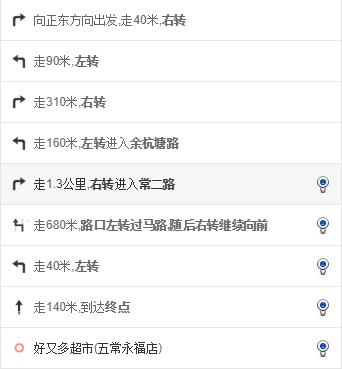 向正东方向出发,走40米,右转
走90米,左转
走310米,右转
走160米,左转进入余杭塘路
走1.3公里,右转进入常二路
走680米,路口左转过马路,随后右转继续向前
走40米,左转
走140米,到达终点
好又多超市(五常永福店)